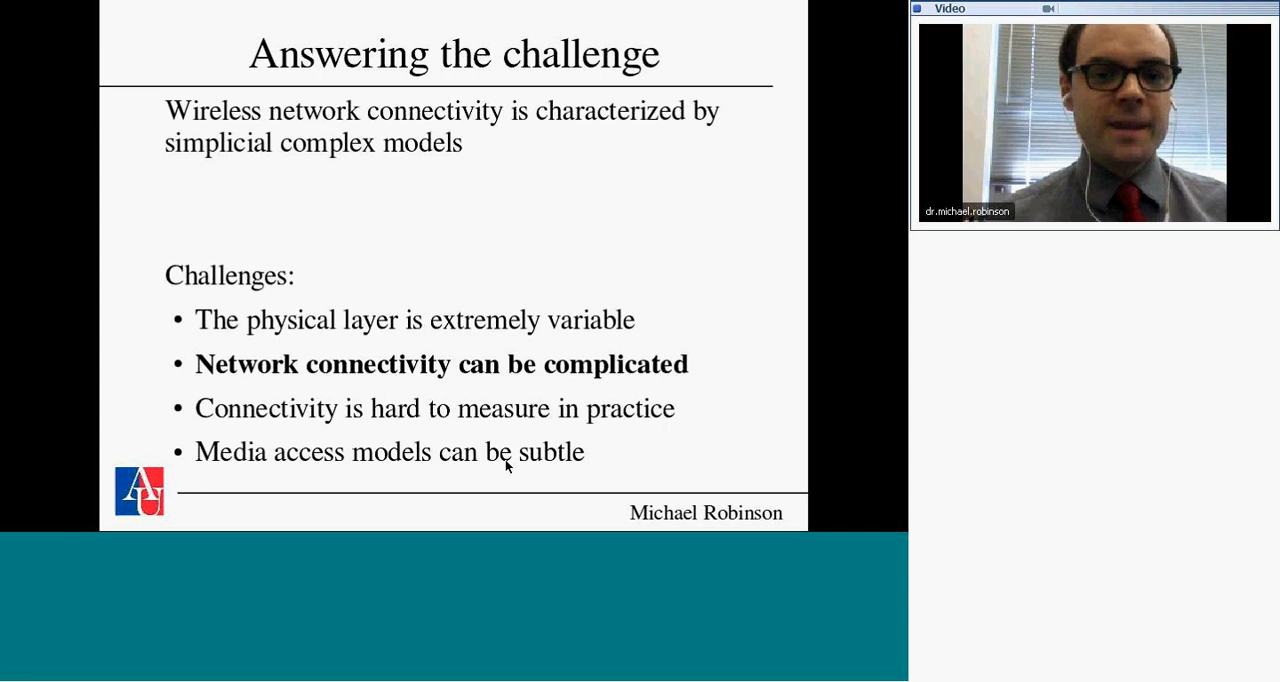 Answering the challenge
Wireless network connectivity is characterized by
simplicial complex models
Challenges:
• The physical layer is extremely variable
• Network connectivity can be complicated
• Connectivity is hard to measure in practice
• Media access models can be subtle
AU
Michael Robinson
Video
dr.michael.robinson